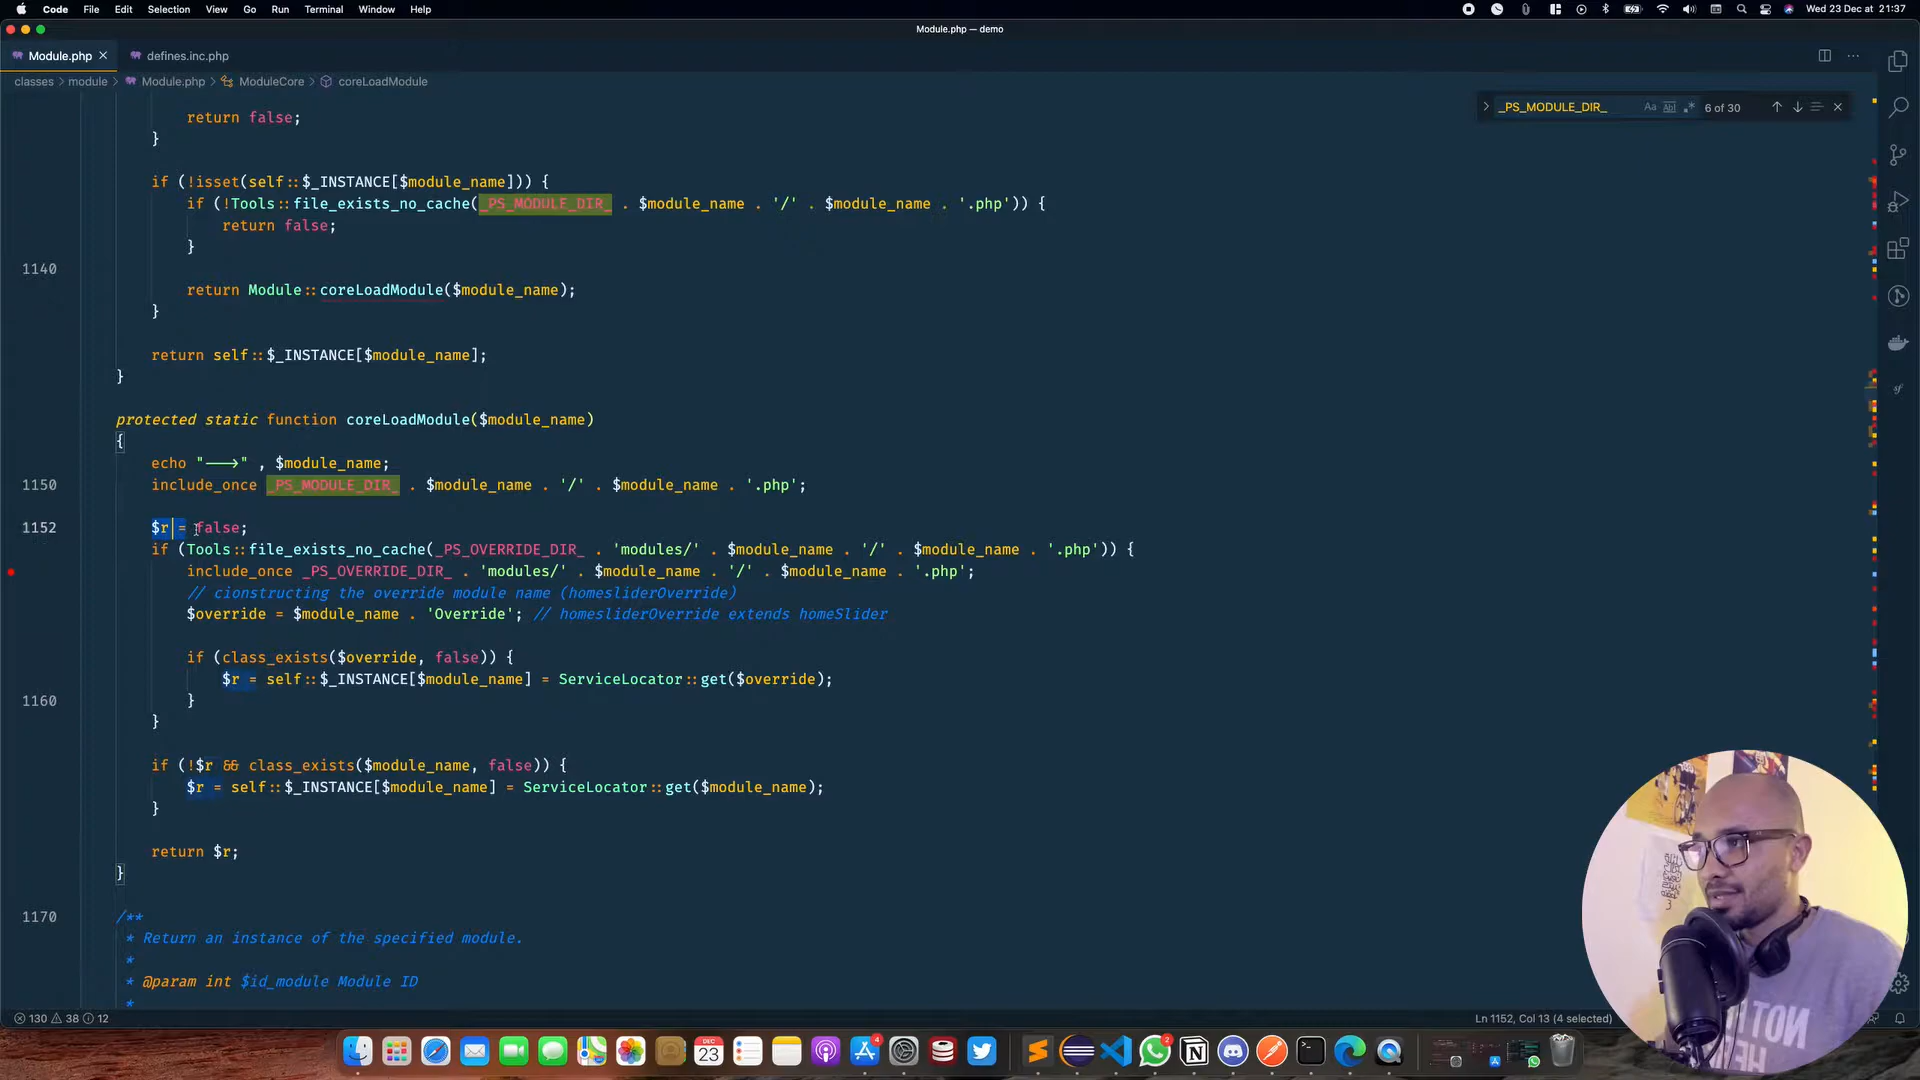 Code File Edit Selection View Go Run Terminal Window Help
Wed 23 Dec at 21:37
Module.php — demo
Module.php
defines.inc.php
classes > module > Module.php > ModuleCore > coreLoadModule
_PS_MODULE_DIR_ Aa Abl .* 6 of 30
return false;
}
if (!isset(self::$_INSTANCE[$module_name])) {
if (!Tools::file_exists_no_cache(_PS_MODULE_DIR_ . $module_name . '/' . $module_name . '.php')) {
return false;
}
1140
return Module::coreLoadModule($module_name);
}
return self::$_INSTANCE[$module_name];
}
protected static function coreLoadModule($module_name)
{
echo "--->" , $module_name;
1150 include_once _PS_MODULE_DIR_ . $module_name . '/' . $module_name . '.php';
1152 $r = false;
if (Tools::file_exists_no_cache(_PS_OVERRIDE_DIR_ . 'modules/' . $module_name . '/' . $module_name . '.php')) {
include_once _PS_OVERRIDE_DIR_ . 'modules/' . $module_name . '/' . $module_name . '.php';
// cionstructing the override module name (homesliderOverride)
$override = $module_name . 'Override'; // homesliderOverride extends homeSlider
if (class_exists($override, false)) {
$r = self::$_INSTANCE[$module_name] = ServiceLocator::get($override);
1160 }
}
if (!$r && class_exists($module_name, false)) {
$r = self::$_INSTANCE[$module_name] = ServiceLocator::get($module_name);
}
return $r;
}
1170 /**
* Return an instance of the specified module.
*
* @param int $id_module Module ID
*
130 38 12
Ln 1152, Col 13 (4 selected)
DEC
23
4
NOT